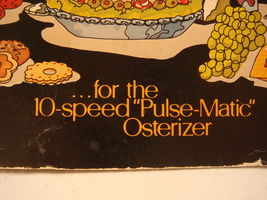 ...for the
10-speed "Pulse-Matic"
Osterizer